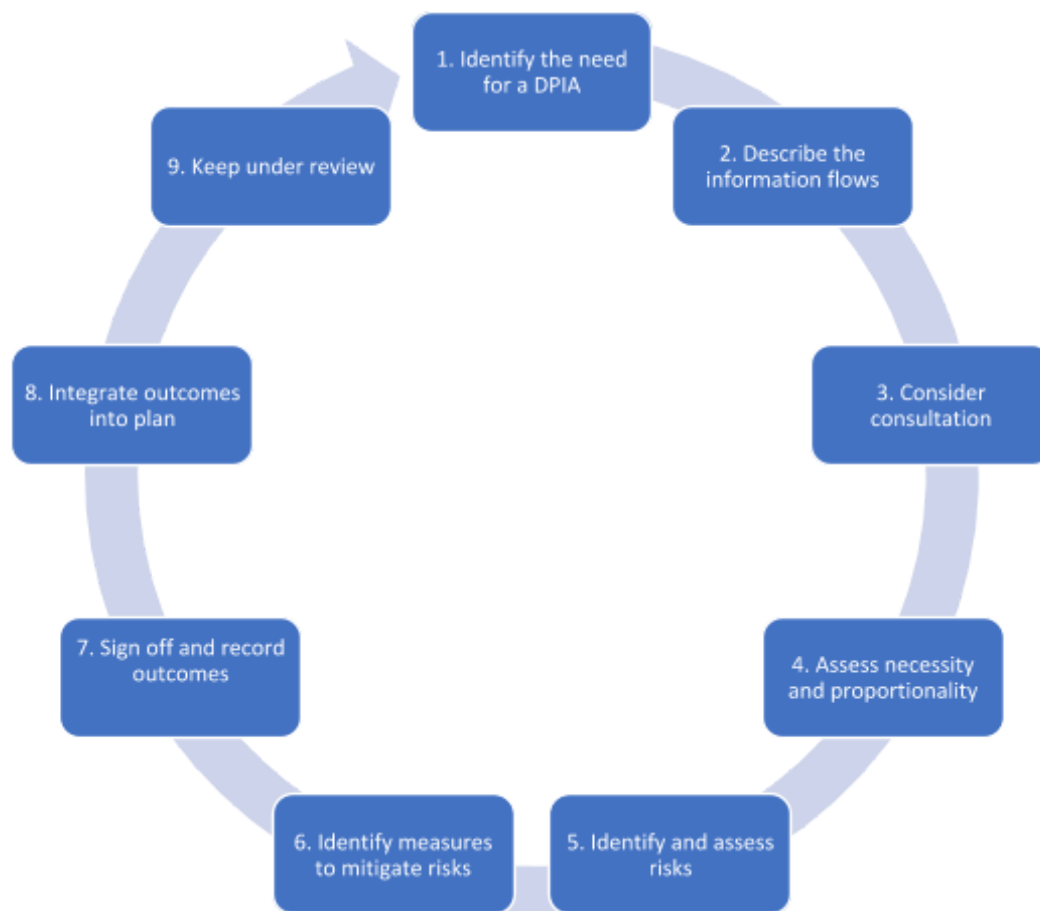 1. Identify the need
for a DPIA
2. Describe the
information flows
3. Consider
consultation
4. Assess necessity
and proportionality
5. Identify and assess
risks
6. Identify measures
to mitigate risks
7. Sign off and record
outcomes
8. Integrate outcomes
into plan
9. Keep under review